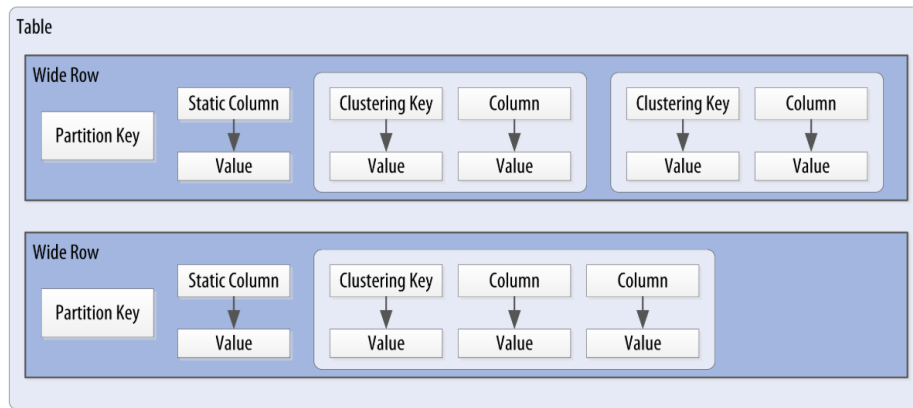 Table
Wide Row
Partition Key
Static Column
Value
Clustering Key
Value
Column
Value
Clustering Key
Value
Column
Value
Wide Row
Partition Key
Static Column
Value
Clustering Key
Value
Column
Value
Column
Value